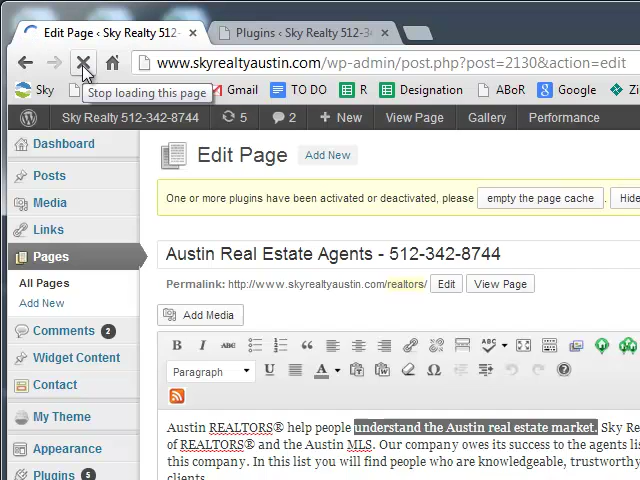 Edit Page ‹ Sky Realty 512-
Plugins ‹ Sky Realty 512-3
www.skyrealtyaustin.com/wp-admin/post.php?post=2130&action=edit
Stop loading this page
Sky
Gmail
TO DO
R
Designation
ABoR
Google
Zi
Sky Realty 512-342-8744
5
2
+ New
View Page
Gallery
Performance
Dashboard
Posts
Media
Links
Pages
All Pages
Add New
Comments 2
Widget Content
Contact
My Theme
Appearance
Plugins 5
Edit Page
Add New
One or more plugins have been activated or deactivated, please empty the page cache . Hide
Austin Real Estate Agents - 512-342-8744
Permalink: http://www.skyrealtyaustin.com/realtors/ Edit View Page
Add Media
B I ABC “ ABC
Paragraph U A T W Ω ?
Austin REALTORS® help people understand the Austin real estate market. Sky Re
of REALTORS® and the Austin MLS. Our company owes its success to the agents li
this company. In this list you will find people who are knowledgeable, trustworthy
clients.